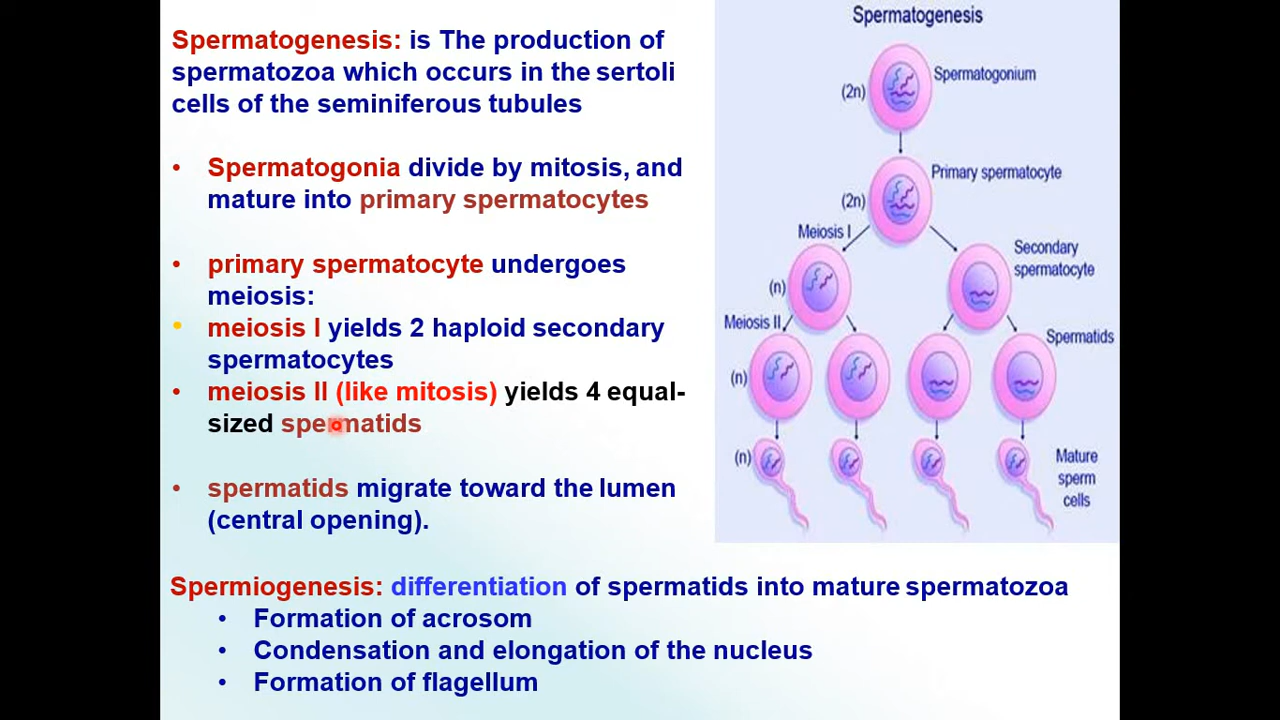 Spermatogenesis: is The production of
spermatozoa which occurs in the sertoli
cells of the seminiferous tubules
• Spermatogonia divide by mitosis, and
mature into primary spermatocytes
• primary spermatocyte undergoes
meiosis:
• meiosis I yields 2 haploid secondary
spermatocytes
• meiosis II (like mitosis) yields 4 equal-
sized spermatids
• spermatids migrate toward the lumen
(central opening).
Spermiogenesis: differentiation of spermatids into mature spermatozoa
• Formation of acrosom
• Condensation and elongation of the nucleus
• Formation of flagellum
Spermatogenesis
Spermatogonium
(2n)
Primary spermatocyte
(2n)
Meiosis I
Secondary
spermatocyte
(n)
Meiosis II
Spermatids
(n)
(n)
Mature
sperm
cells